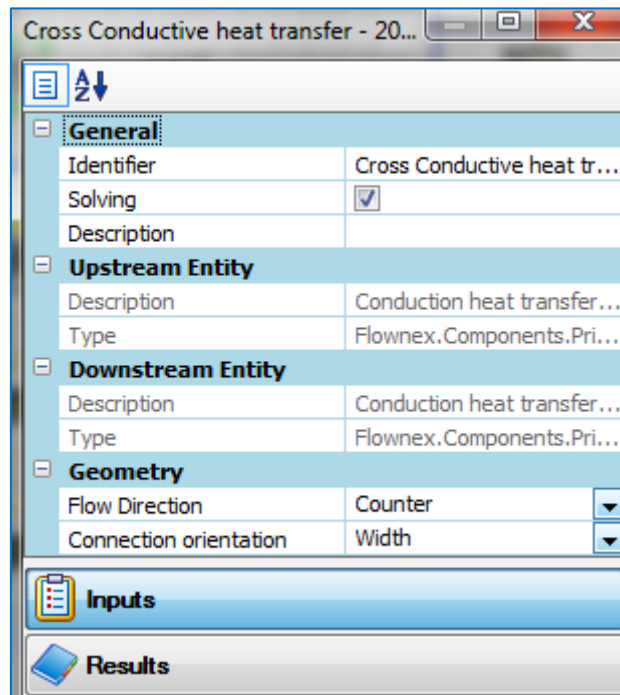 Cross Conductive heat transfer - 20...
A
Z
General
Identifier Cross Conductive heat tr...
Solving
Description
Upstream Entity
Description Conduction heat transfer...
Type Flownex.Components.Pri...
Downstream Entity
Description Conduction heat transfer...
Type Flownex.Components.Pri...
Geometry
Flow Direction Counter
Connection orientation Width
Inputs
Results